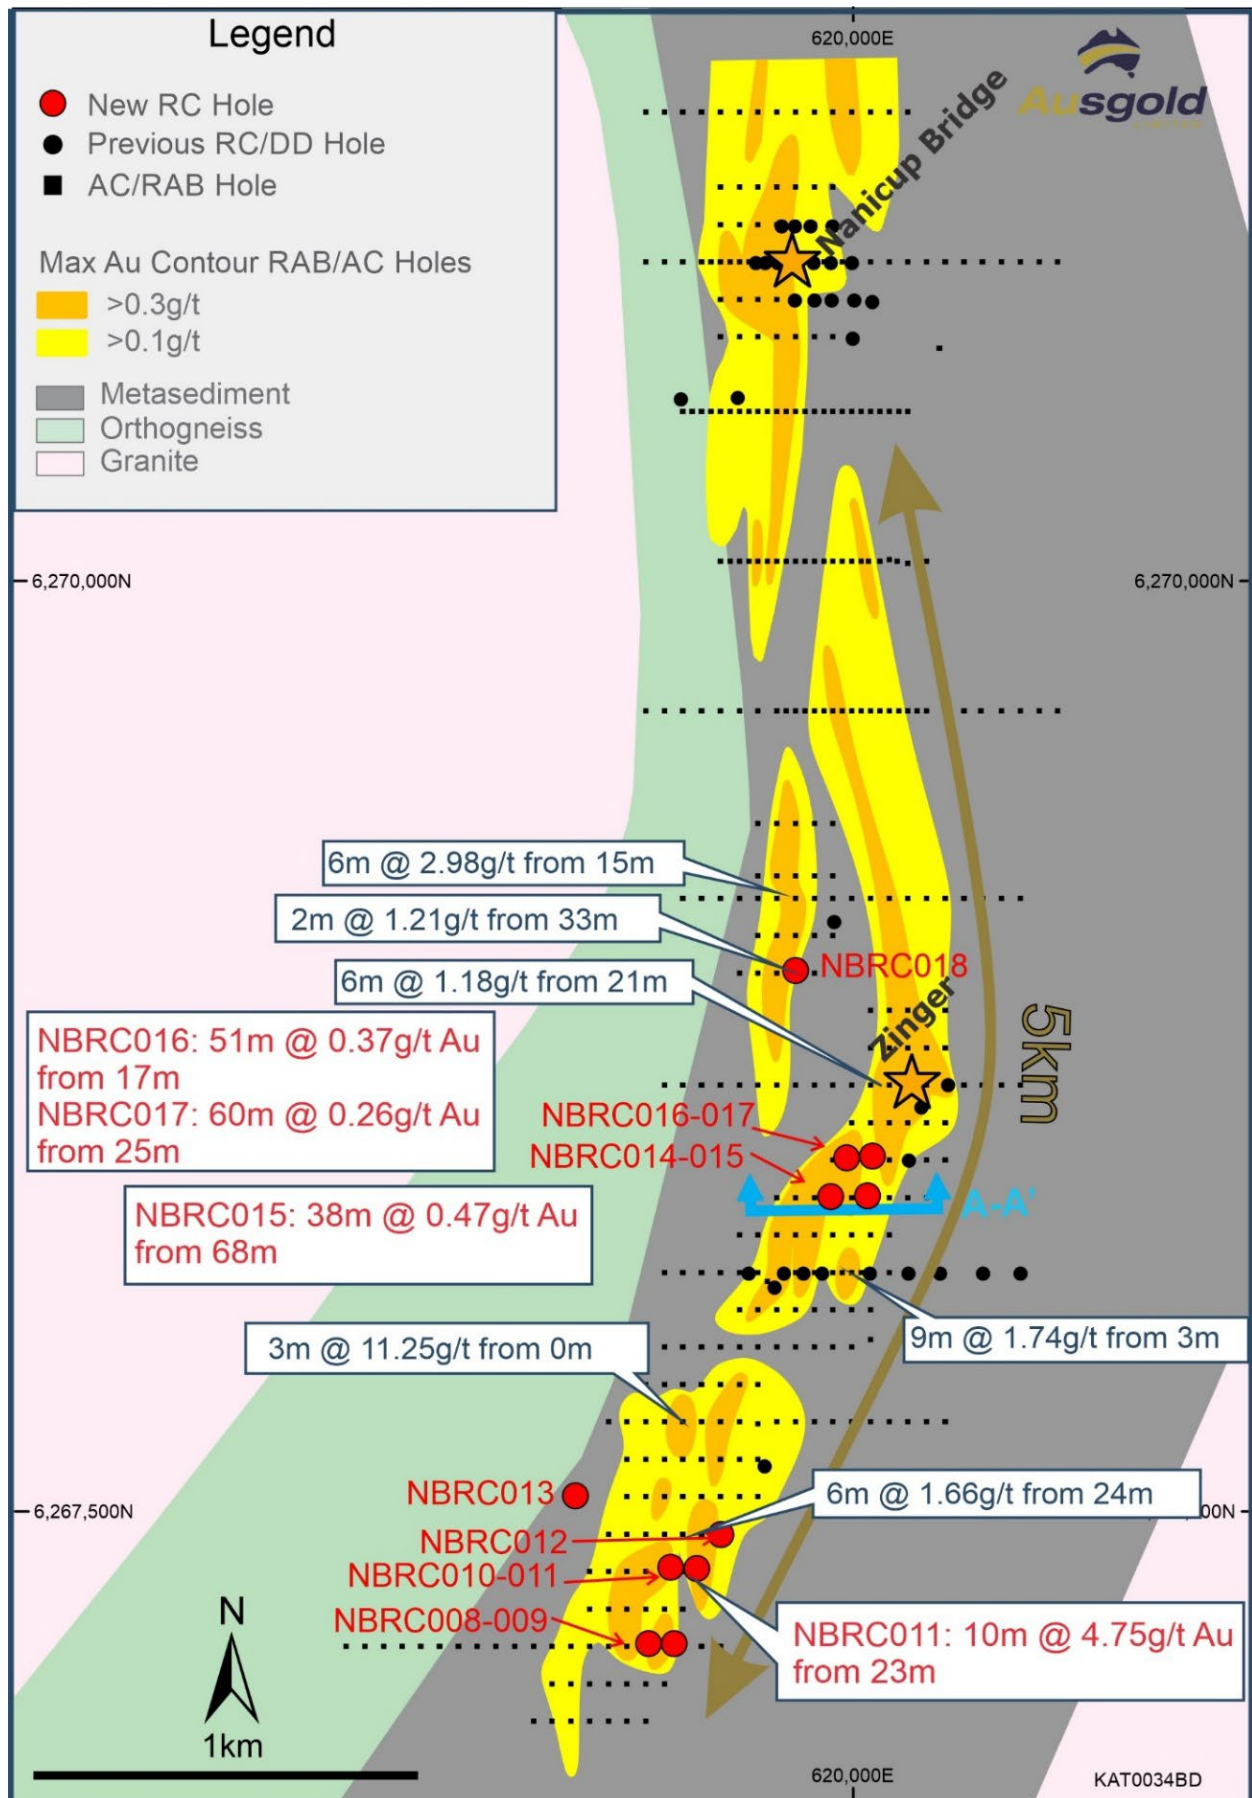 Legend
New RC Hole
Previous RC/DD Hole
AC/RAB Hole
Max Au Contour RAB/AC Holes
>0.3g/t
>0.1g/t
Metasediment
Orthogneiss
Granite
620,000E
Ausgold
Nanicup Bridge
6,270,000N
6,270,000N
6m @ 2.98g/t from 15m
2m @ 1.21g/t from 33m
NBRC018
6m @ 1.18g/t from 21m
Zinger
5km
NBRC016: 51m @ 0.37g/t Au
from 17m
NBRC017: 60m @ 0.26g/t Au
from 25m
NBRC016-017
NBRC014-015
A-A'
NBRC015: 38m @ 0.47g/t Au
from 68m
3m @ 11.25g/t from 0m
9m @ 1.74g/t from 3m
NBRC013
6m @ 1.66g/t from 24m
6,267,500N
00N
NBRC012
NBRC010-011
NBRC008-009
NBRC011: 10m @ 4.75g/t Au
from 23m
N
1km
620,000E
KAT0034BD